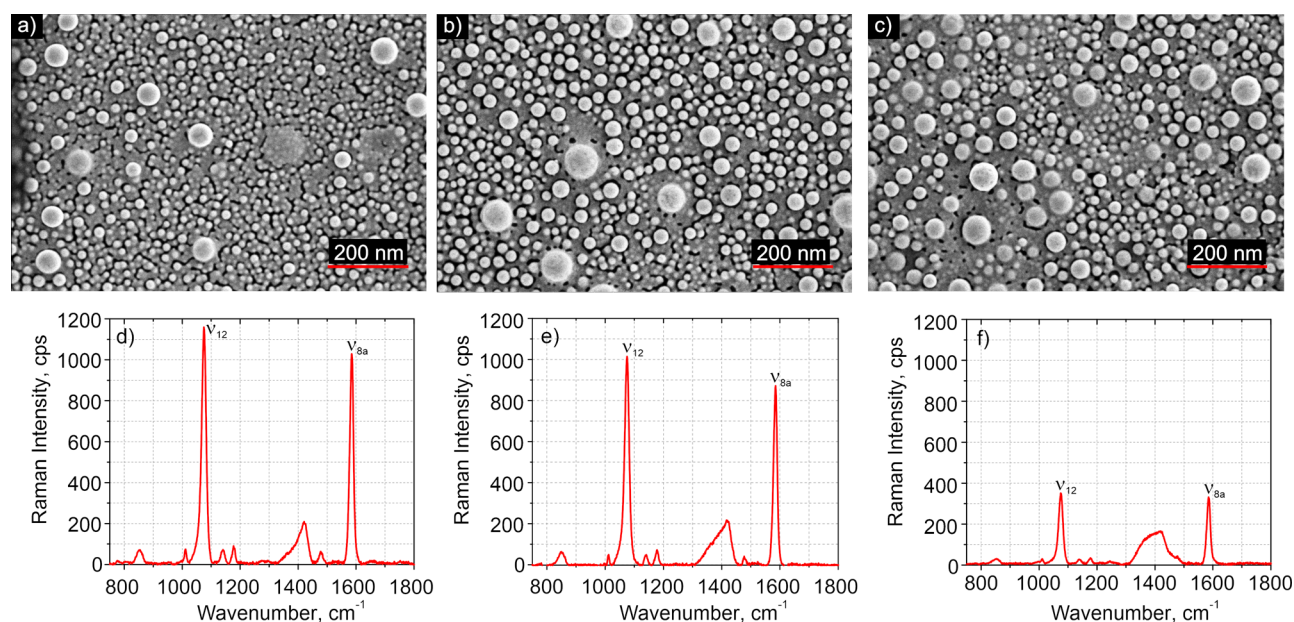 a)
b)
c)
200 nm
200 nm
200 nm
d)
ν12
ν8a
1200
1000
800
600
400
200
0
Raman Intensity, cps
800 1000 1200 1400 1600 1800
Wavenumber, cm-1
e)
ν12
ν8a
1200
1000
800
600
400
200
0
Raman Intensity, cps
800 1000 1200 1400 1600 1800
Wavenumber, cm-1
f)
ν12
ν8a
1200
1000
800
600
400
200
0
Raman Intensity, cps
800 1000 1200 1400 1600 1800
Wavenumber, cm-1